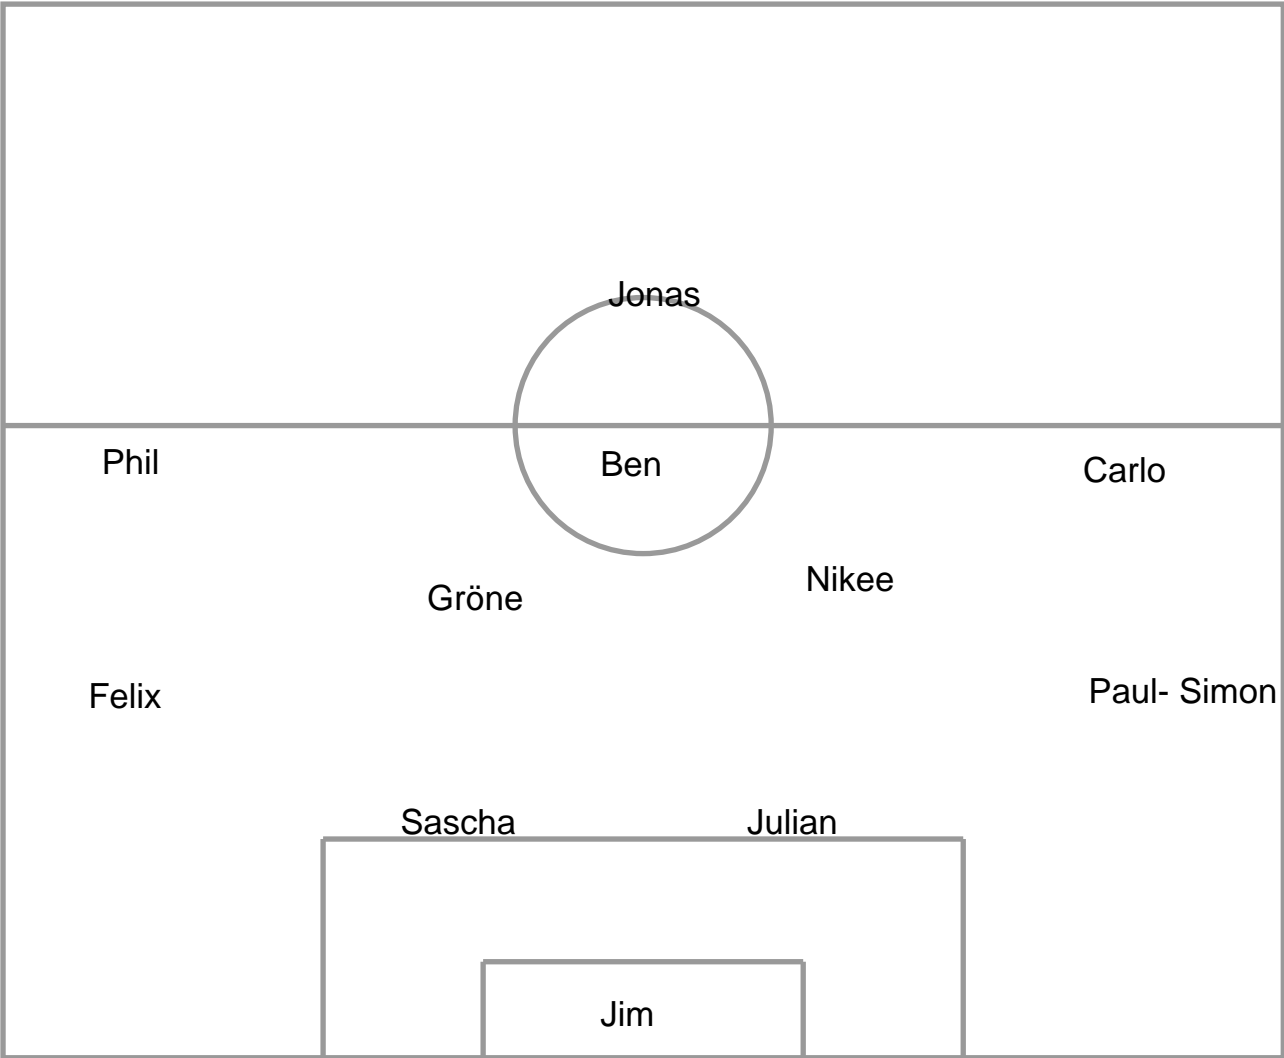 Jonas
Phil
Ben
Carlo
Gröne
Nikee
Felix
Paul- Simon
Sascha
Julian
Jim